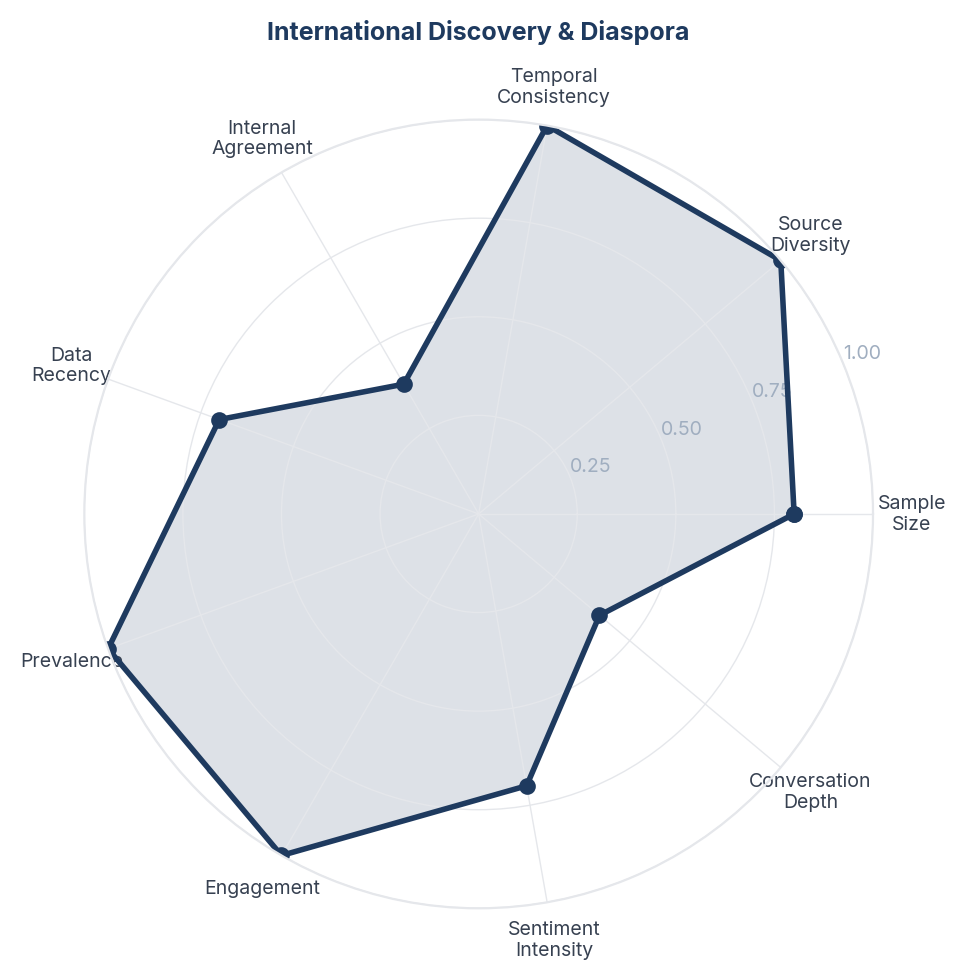 International Discovery & Diaspora
Temporal
Consistency
Internal
Agreement
Source
Diversity
Data
Recency
1.00
0.75
0.50
0.25
Sample
Size
Prevalence
Conversation
Depth
Engagement
Sentiment
Intensity